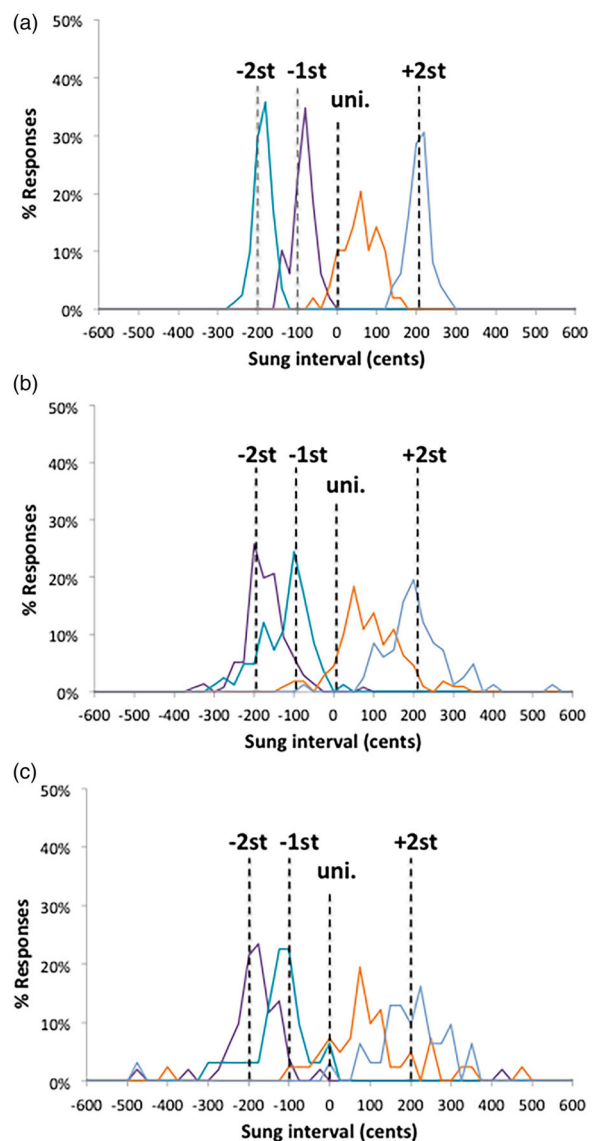 (a)
50%
40%
30%
20%
10%
0%
% Responses
-2st -1st uni. +2st
-600 -500 -400 -300 -200 -100 0 100 200 300 400 500 600
Sung interval (cents)
(b)
50%
40%
30%
20%
10%
0%
% Responses
-2st -1st uni. +2st
-600 -500 -400 -300 -200 -100 0 100 200 300 400 500 600
Sung interval (cents)
(c)
50%
40%
30%
20%
10%
0%
% Responses
-2st -1st uni. +2st
-600 -500 -400 -300 -200 -100 0 100 200 300 400 500 600
Sung interval (cents)